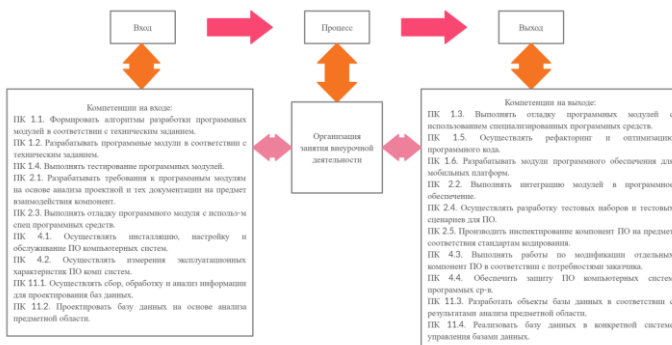 Вход
Процесс
Выход
Компетенции на входе:
ПК 1.1. Формировать алгоритмы разработки программных
модулей в соответствии с техническим заданием.
ПК 1.2. Разрабатывать программные модули в соответствии с
техническим заданием.
ПК 1.4. Выполнять тестирование программных модулей.
ПК 2.1. Разрабатывать требования к программным модулям
на основе анализа проектной и тех документации на предмет
взаимодействия компонент.
ПК 2.3. Выполнять отладку программного модуля с использ-м
спец программных средств.
ПК 4.1. Осуществлять инсталляцию, настройку и
обслуживание ПО компьютерных систем.
ПК 4.2. Осуществлять измерения эксплуатационных
характеристик ПО комп систем.
ПК 11.1. Осуществлять сбор, обработку и анализ информации
для проектирования баз данных.
ПК 11.2. Проектировать базу данных на основе анализа
предметной области.
Организация
занятия внеурочной
деятельности
Компетенции на выходе:
ПК 1.3. Выполнять отладку программных модулей с
использованием специализированных программных средств.
ПК 1.5. Осуществлять рефакторинг и оптимизацию
программного кода.
ПК 1.6. Разрабатывать модули программного обеспечения для
мобильных платформ.
ПК 2.2. Выполнять интеграцию модулей в программное
обеспечение.
ПК 2.4. Осуществлять разработку тестовых наборов и тестовых
сценариев для ПО.
ПК 2.5. Производить инспектирование компонент ПО на предмет
соответствия стандартам кодирования.
ПК 4.3. Выполнять работы по модификации отдельных
компонент ПО в соответствии с потребностями заказчика.
ПК 4.4. Обеспечить защиту ПО компьютерных систем
программных ср-в.
ПК 11.3. Разработать объекты базы данных в соответствии с
результатами анализа предметной области.
ПК 11.4. Реализовать базу данных в конкретной системе
управления базами данных.